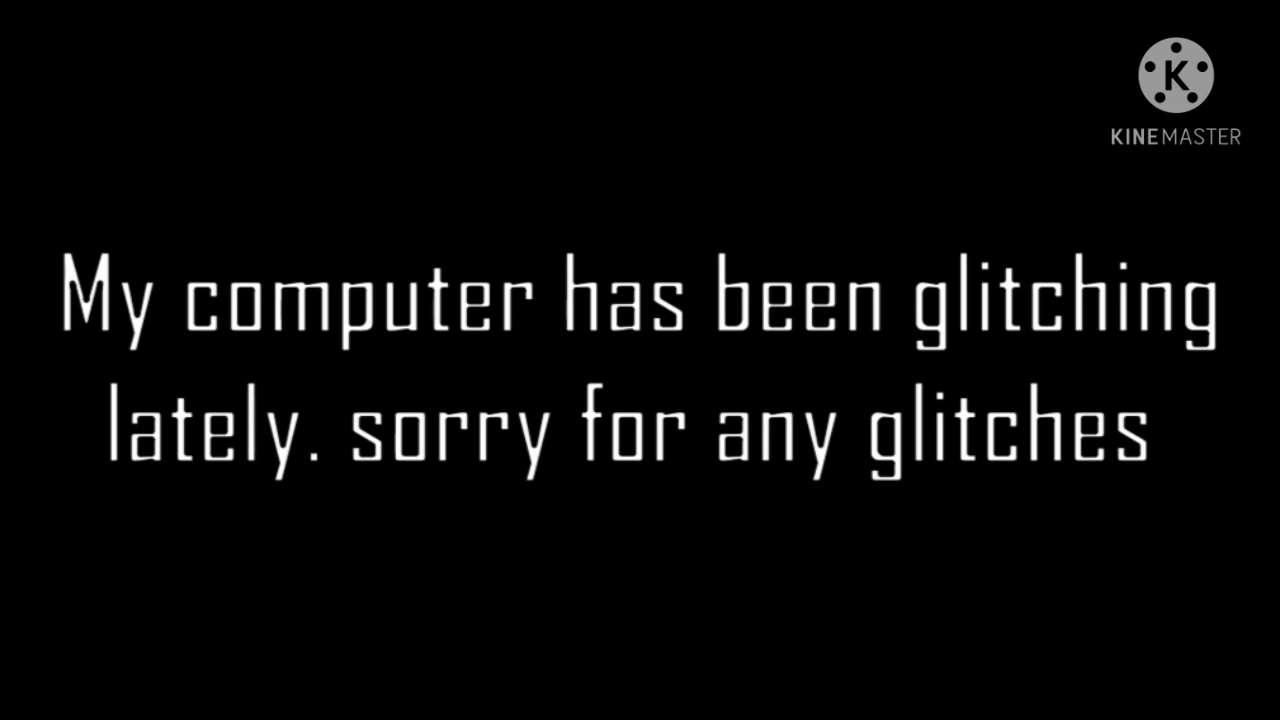 K
KINEMASTER
My computer has been glitching
lately. sorry for any glitches